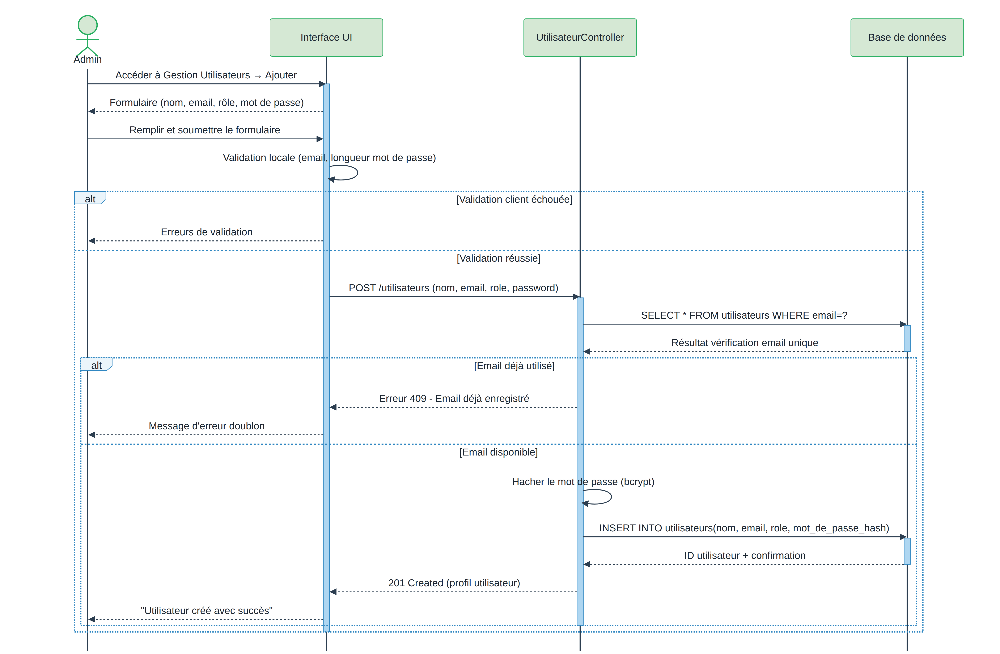 Admin
Interface UI
UtilisateurController
Base de données
Accéder à Gestion Utilisateurs → Ajouter
Formulaire (nom, email, rôle, mot de passe)
Remplir et soumettre le formulaire
Validation locale (email, longueur mot de passe)
alt
[Validation client échouée]
Erreurs de validation
[Validation réussie]
POST /utilisateurs (nom, email, role, password)
SELECT * FROM utilisateurs WHERE email=?
Résultat vérification email unique
alt
[Email déjà utilisé]
Erreur 409 - Email déjà enregistré
Message d'erreur doublon
[Email disponible]
Hacher le mot de passe (bcrypt)
INSERT INTO utilisateurs(nom, email, role, mot_de_passe_hash)
ID utilisateur + confirmation
201 Created (profil utilisateur)
"Utilisateur créé avec succès"